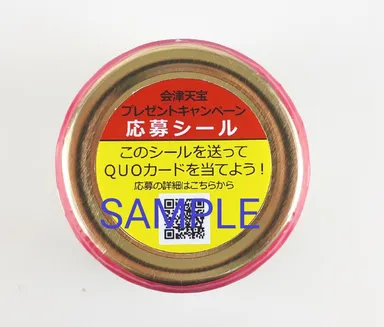 会津天宝
プレゼントキャンペーン
応募シール
このシールを送って
QUOカードを当てよう！
応募の詳細はこちらから
SAMPLE